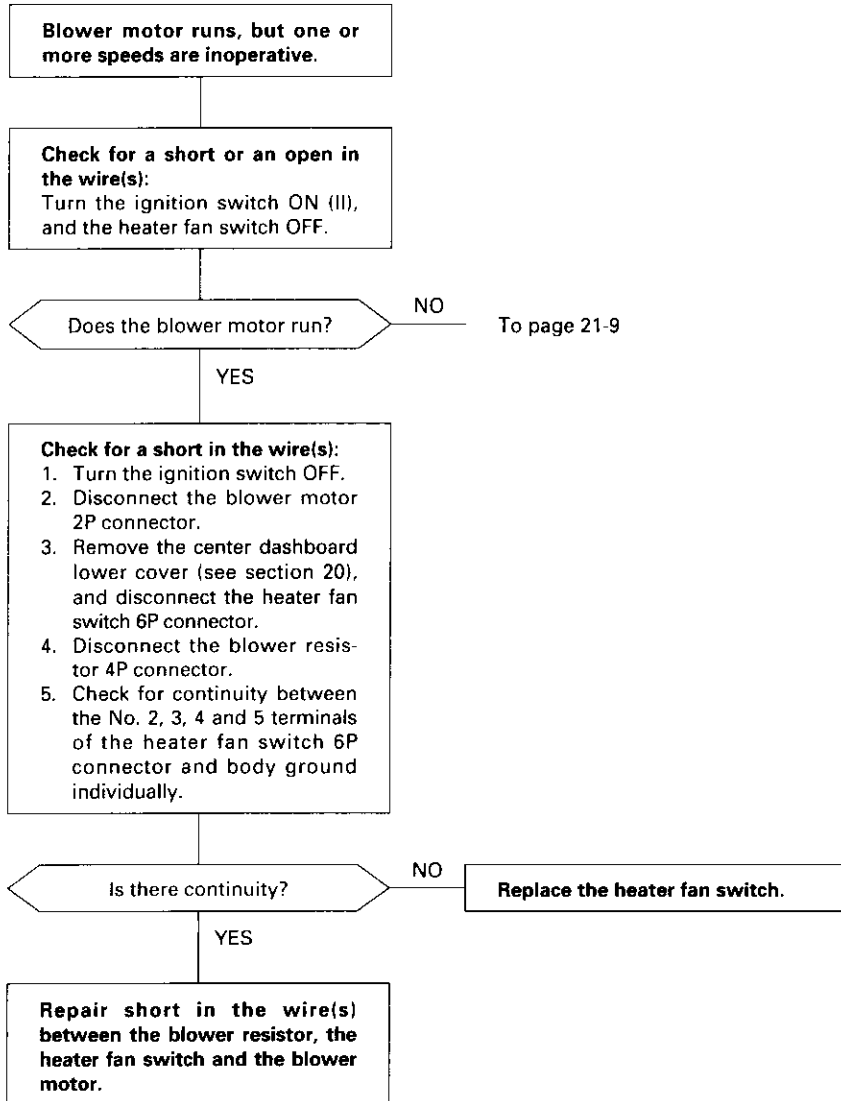 Blower motor runs, but one or
more speeds are inoperative.
Check for a short or an open in
the wire(s):
Turn the ignition switch ON (II),
and the heater fan switch OFF.
Does the blower motor run?
NO
To page 21-9
YES
Check for a short in the wire(s):
1. Turn the ignition switch OFF.
2. Disconnect the blower motor
2P connector.
3. Remove the center dashboard
lower cover (see section 20),
and disconnect the heater fan
switch 6P connector.
4. Disconnect the blower resis-
tor 4P connector.
5. Check for continuity between
the No. 2, 3, 4 and 5 terminals
of the heater fan switch 6P
connector and body ground
individually.
Is there continuity?
NO
Replace the heater fan switch.
YES
Repair short in the wire(s)
between the blower resistor, the
heater fan switch and the blower
motor.